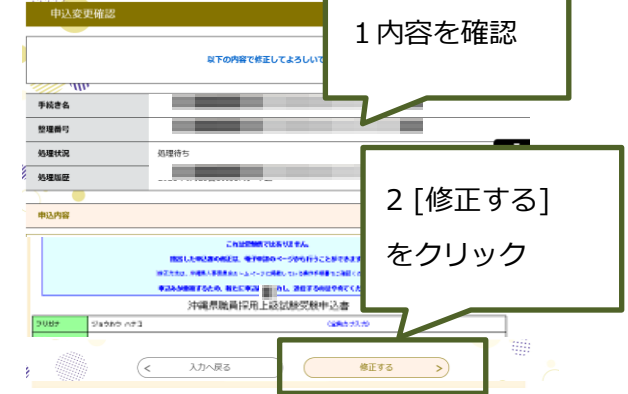 申込変更確認
1内容を確認
以下の内容で修正してよろしいで
手続き名
整理番号
処理状況
処理待ち
処理履歴
2 [修正する]
をクリック
申込内容
これは受験票ではありません。
沖縄県職員採用上級試験受験申込書
フリガナ
ジョウカワ ハナコ
< 入力へ戻る
修正する >